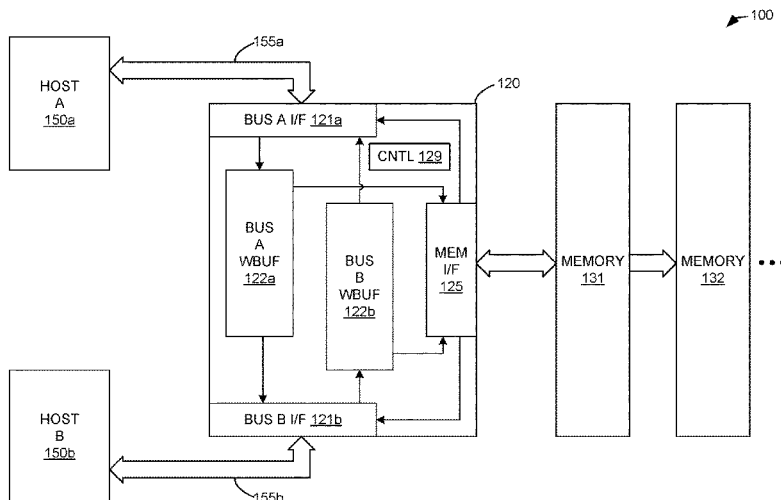 100
155a
HOST
A
150a
120
BUS A I/F 121a
CNTL 129
BUS
A
WBUF
122a
BUS
B
WBUF
122b
MEM
I/F
125
MEMORY
131
MEMORY
132
...
BUS B I/F 121b
HOST
B
150b
155b